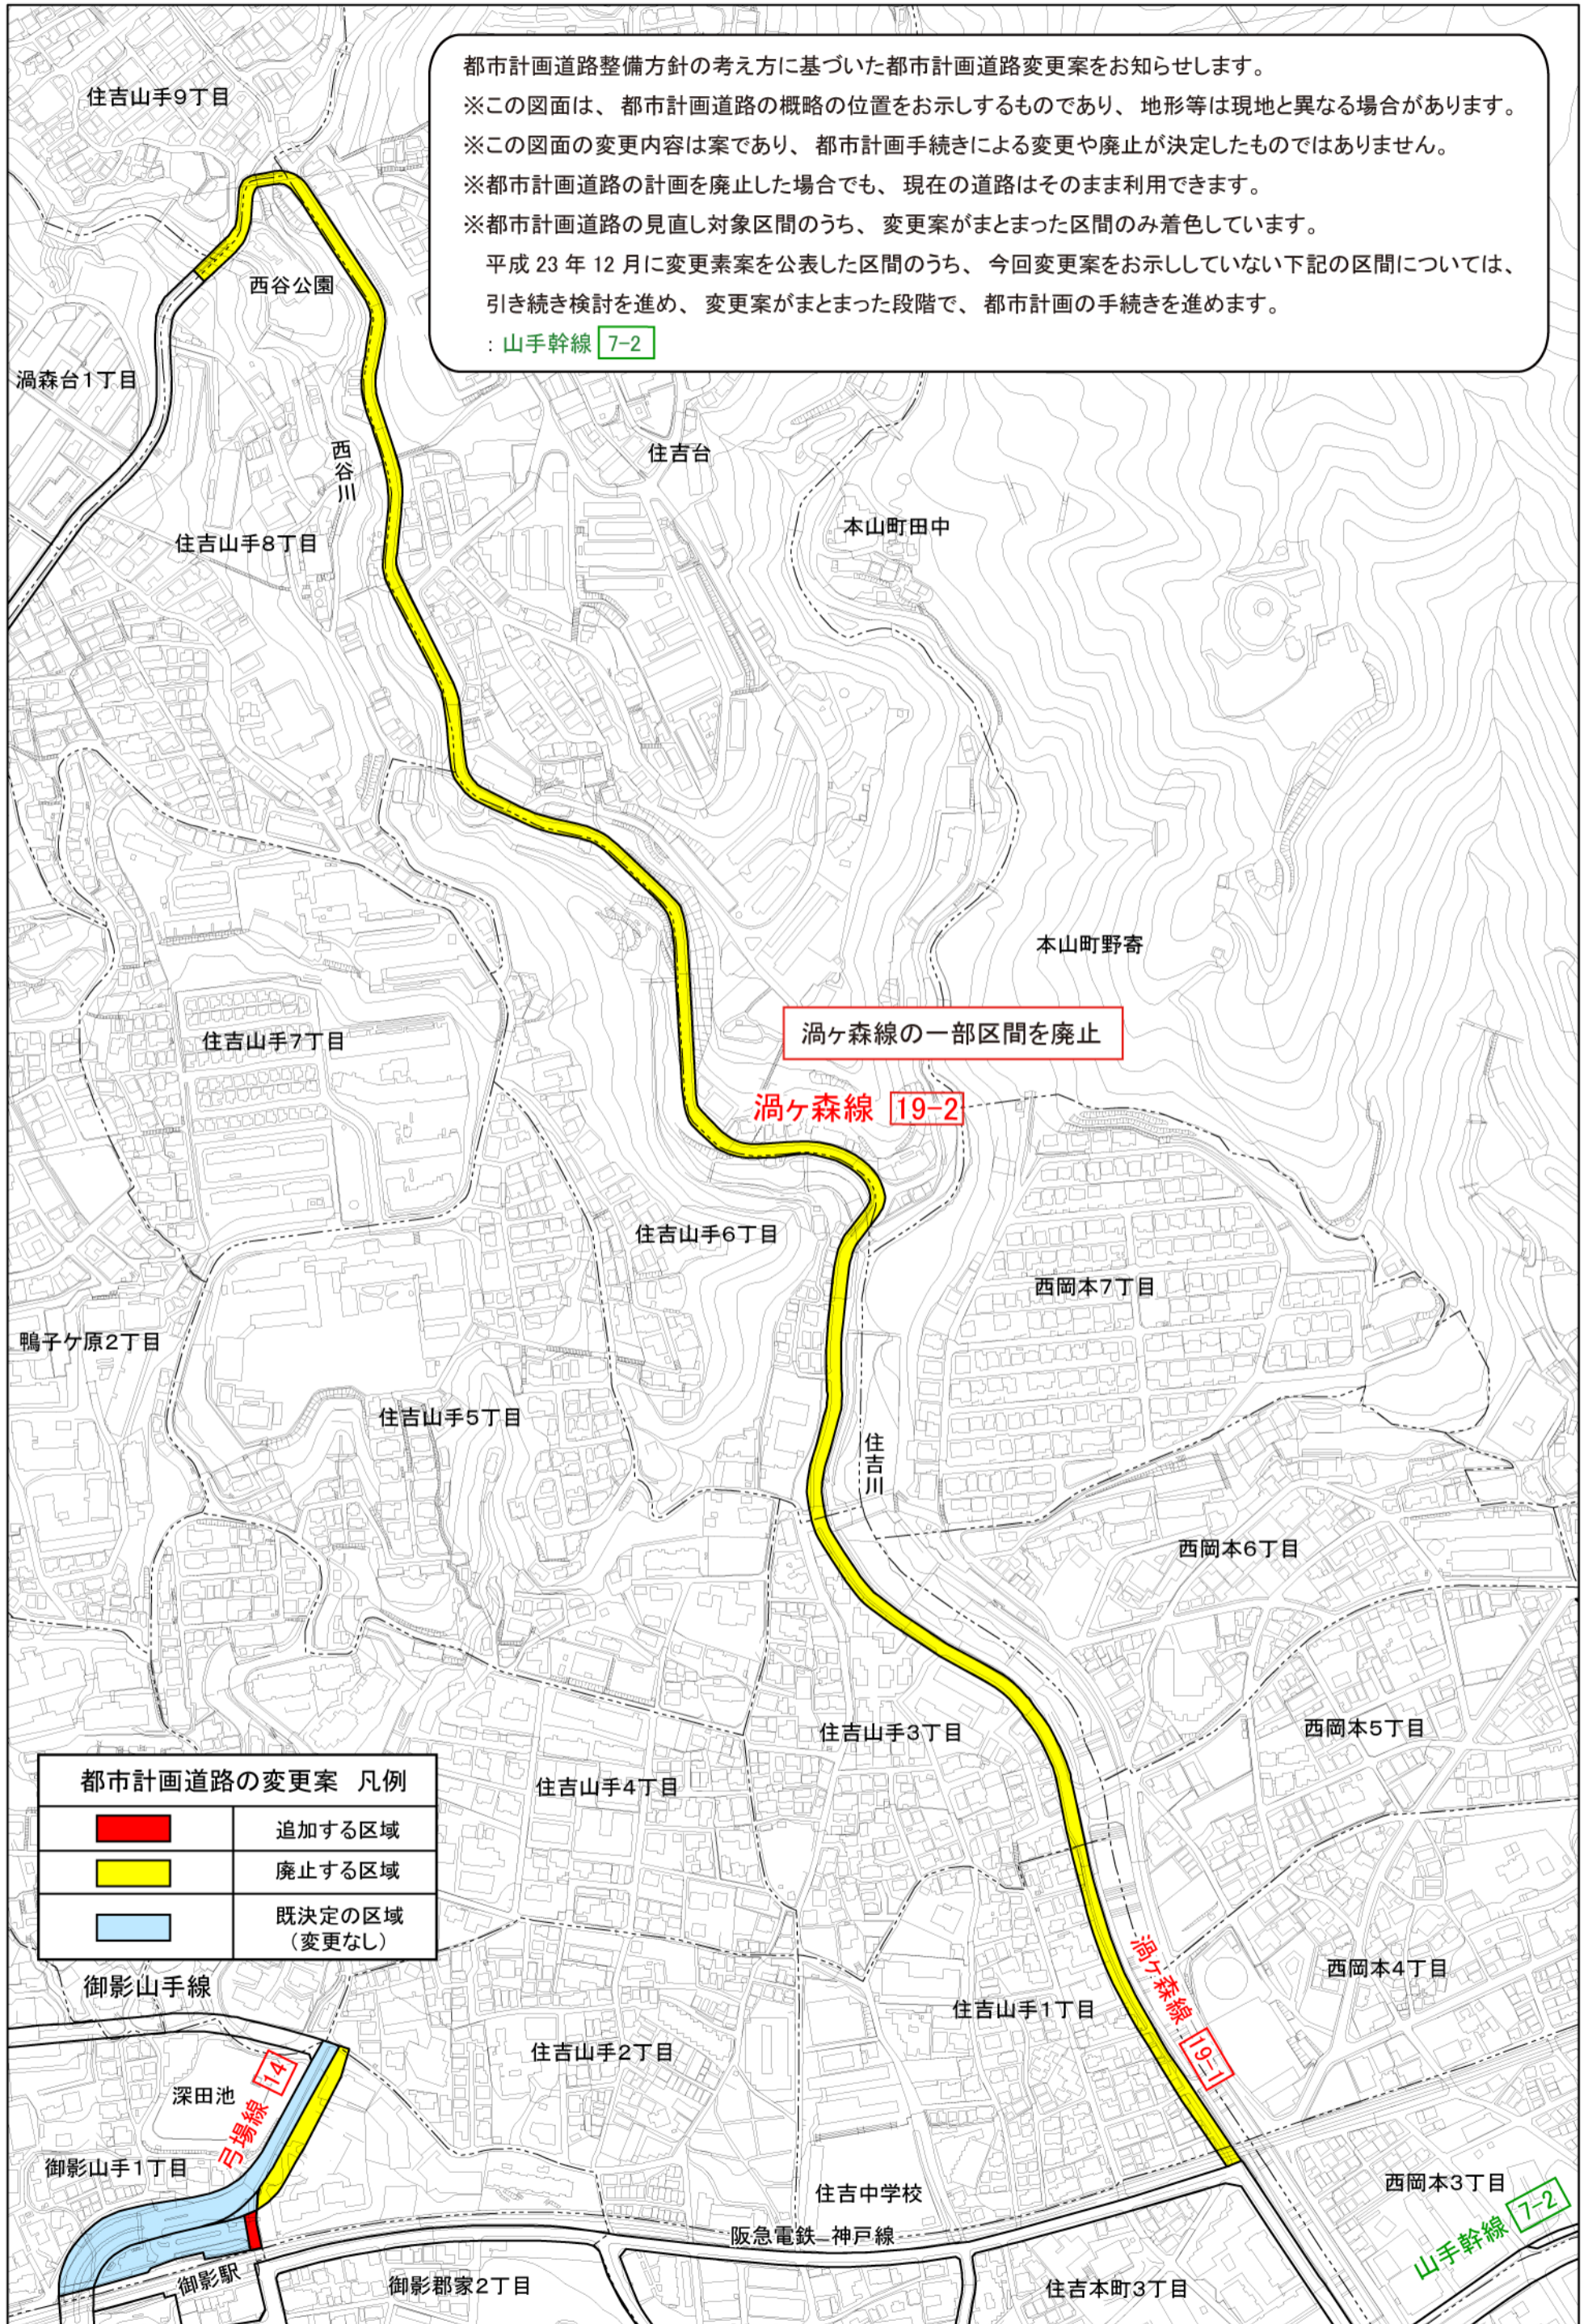 都市計画道路整備方針の考え方に基づいた都市計画道路変更案をお知らせします。
※この図面は、都市計画道路の概略の位置をお示しするものであり、地形等は現地と異なる場合があります。
※この図面の変更内容は案であり、都市計画手続きによる変更や廃止が決定したものではありません。
※都市計画道路の計画を廃止した場合でも、現在の道路はそのまま利用できます。
※都市計画道路の見直し対象区間のうち、変更案がまとまった区間のみ着色しています。
平成 23 年 12 月に変更素案を公表した区間のうち、今回変更案をお示ししていない下記の区間については、
引き続き検討を進め、変更案がまとまった段階で、都市計画の手続きを進めます。
：山手幹線 7-2
住吉山手9丁目
西谷公園
渦森台1丁目
西谷川
住吉台
本山町田中
住吉山手8丁目
本山町野寄
住吉山手7丁目
渦ヶ森線の一部区間を廃止
渦ヶ森線 19-2
住吉山手6丁目
西岡本7丁目
鴨子ケ原2丁目
住吉山手5丁目
住吉川
西岡本6丁目
西岡本5丁目
住吉山手3丁目
住吉山手4丁目
都市計画道路の変更案 凡例
追加する区域
廃止する区域
既決定の区域
（変更なし）
御影山手線
渦ヶ森線 19-1
西岡本4丁目
住吉山手1丁目
住吉山手2丁目
深田池
弓場線 14
御影山手1丁目
西岡本3丁目
住吉中学校
山手幹線 7-2
阪急電鉄 神戸線
御影駅
御影郡家2丁目
住吉本町3丁目